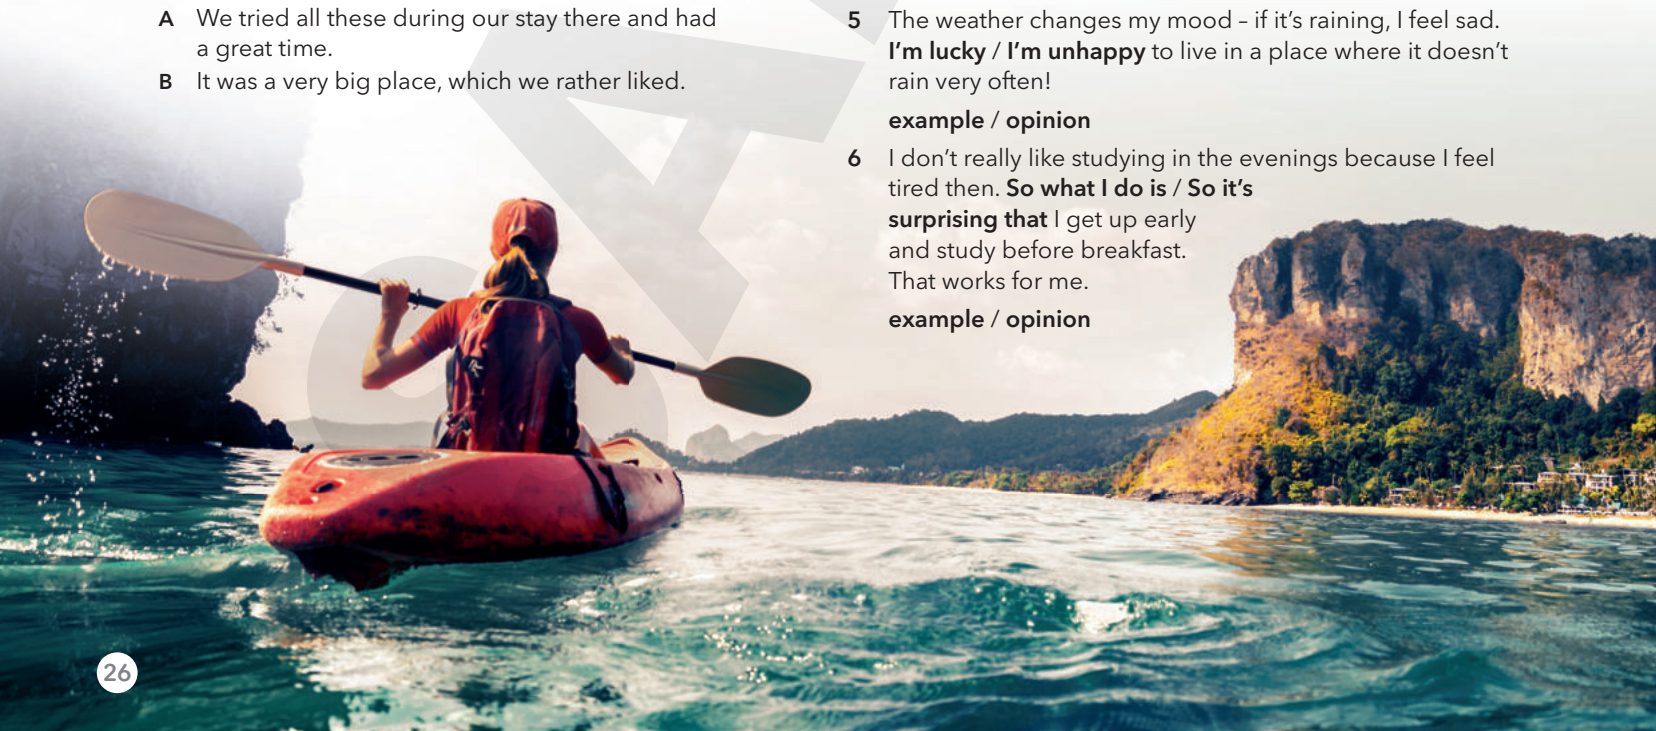 A We tried all these during our stay there and had
a great time.
B It was a very big place, which we rather liked.
5 The weather changes my mood – if it's raining, I feel sad.
I'm lucky / I'm unhappy to live in a place where it doesn't
rain very often!
example / opinion
6 I don't really like studying in the evenings because I feel
tired then. So what I do is / So it's
surprising that I get up early
and study before breakfast.
That works for me.
example / opinion
26